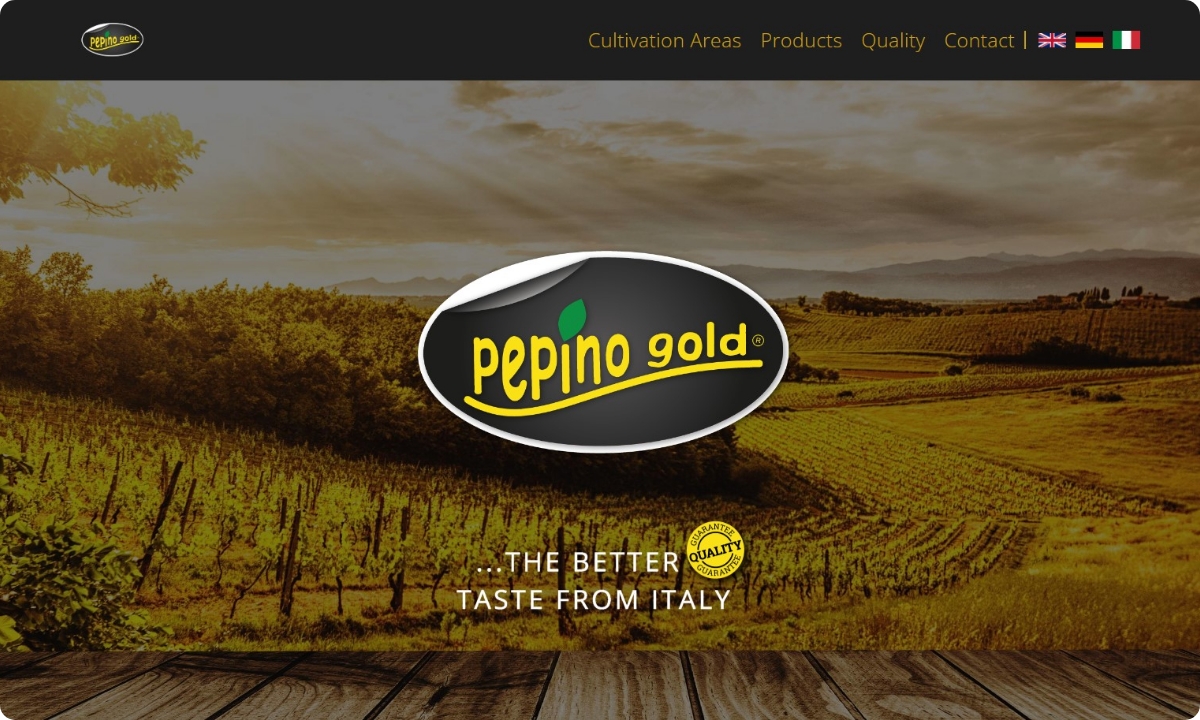 pepino gold
Cultivation Areas
Products
Quality
Contact
pepino gold®
...THE BETTER
GUARANTEE
QUALITY
GUARANTEE
TASTE FROM ITALY